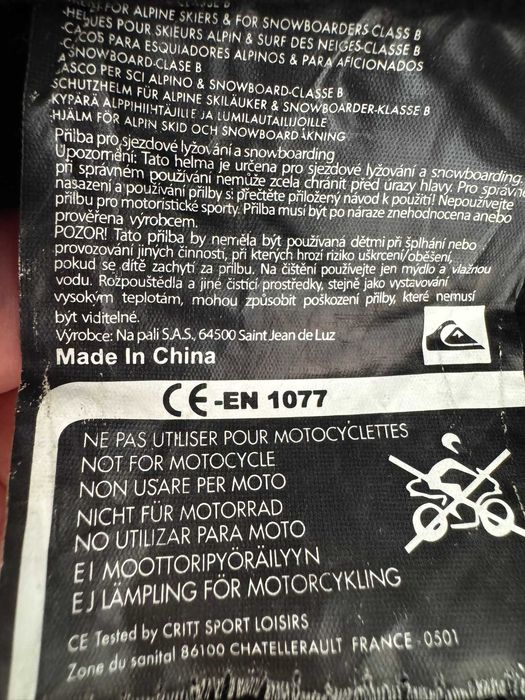 CLASS B
-HELMET FOR ALPINE SKIERS & FOR SNOWBOARDERS CLASS B
-CASQUES POUR SKIEURS ALPIN & SURF DES NEIGES-CLASSE B
-CACOS PARA ESQUIADORES ALPINOS & PARA AFICIONADOS
A SNOWBOARD-CLASE B
CASCO PER SCI ALPINO & SNOWBOARD-CLASSE B
SCHUTZHELM FÜR ALPINE SKILÄUKER & SNOWBOARDER-KLASSE B
KYPÄRÄ ALPPIHIIHTÄJILIE JA LUMILAUTAILIJOILLE
-HJÄLM FÖR ALPIN SKID OCH SNOWBOARDÅKNING
Přilba pro sjezdové lyžování a snowboarding
Upozornění: Tato helma je určena pro sjezdové lyžování a snowboarding,
při správném používání nemůže zcela chránit před úrazy hlavy. Pro správné
nasazení a používání přilby si přečtěte přiložený návod k použití! Nepoužívejte
přilbu pro motoristické sporty. Přilba musí být po náraze znehodnocena anebo
prověřena výrobcem.
POZOR! Tato přilba by neměla být používaná dětmi při šplhání nebo
provozování jiných činností, při kterých hrozí riziko uškrcení/oběšení,
pokud se dítě zachytí za přilbu. Na čištění používejte jen mýdlo a vlažnou
vodu. Rozpouštědla a jiné čistící prostředky, stejně jako vystavování
vysokým teplotám, mohou způsobit poškození přilby, které nemusí
být viditelné.
Výrobce: Na pali S.A.S., 64500 Saint Jean de Luz
Made In China
CE-EN 1077
NE PAS UTILISER POUR MOTOCYCLETTES
NOT FOR MOTOCYCLE
NON USARE PER MOTO
NICHT FÜR MOTORRAD
NO UTILIZAR PARA MOTO
EI MOOTTORIPYÖRÄILYYN
EJ LÄMPLING FÖR MOTORCYKLING
CE Tested by CRITT SPORT LOISIRS
Zone du sanital 86100 CHATELLERAULT FRANCE - 0501